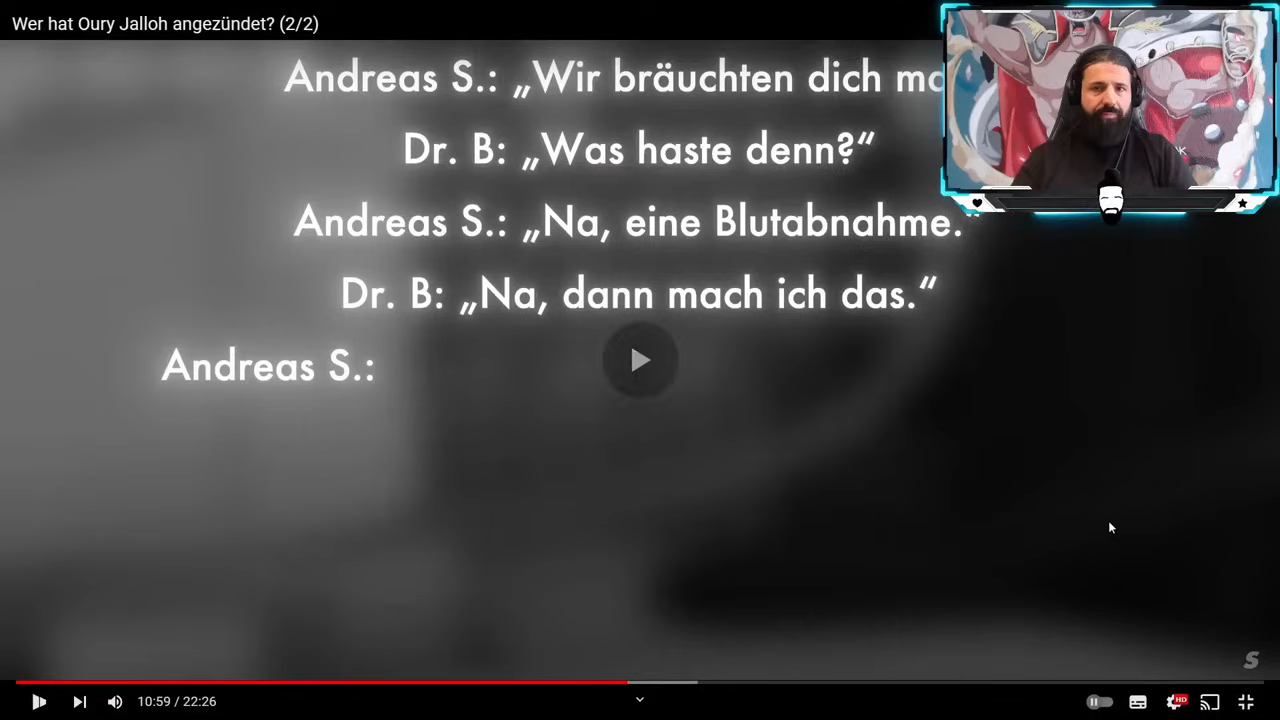 Wer hat Oury Jalloh angezündet? (2/2)
Andreas S.: „Wir bräuchten dich
Dr. B: „Was haste denn?“
Andreas S.: „Na, eine Blutabnahme.“
Dr. B: „Na, dann mach ich das.“
Andreas S.:
S
10:59 / 22:26
HD